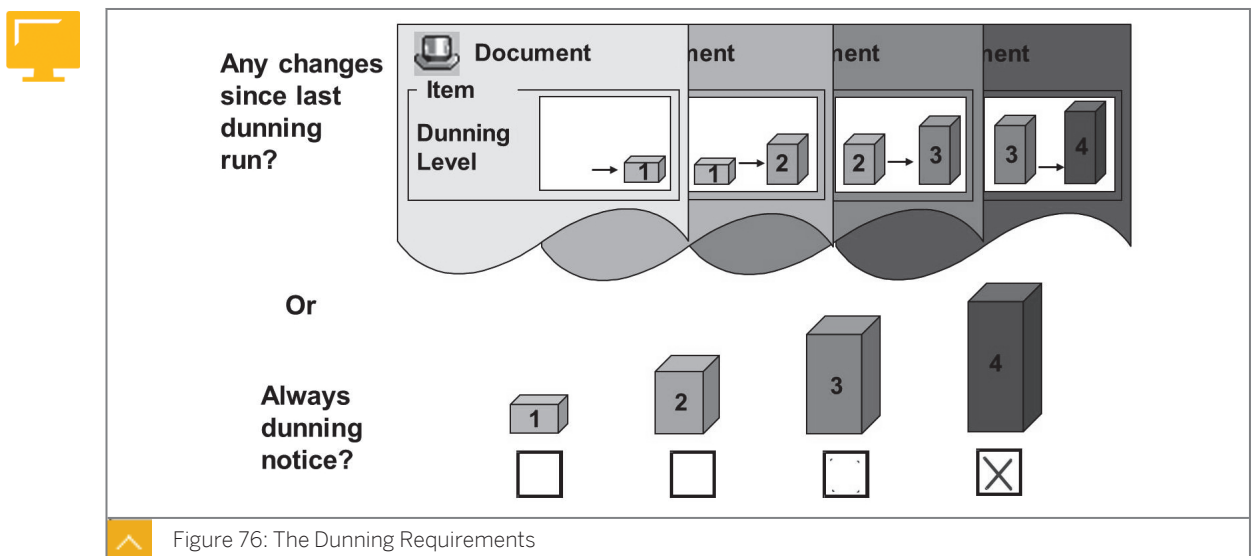 Any changes
since last
dunning
run?
Document
ment
ment
ment
Item
Dunning
Level
1
1
2
2
3
3
4
Or
Always
dunning
notice?
1
2
3
4
X
Figure 76: The Dunning Requirements